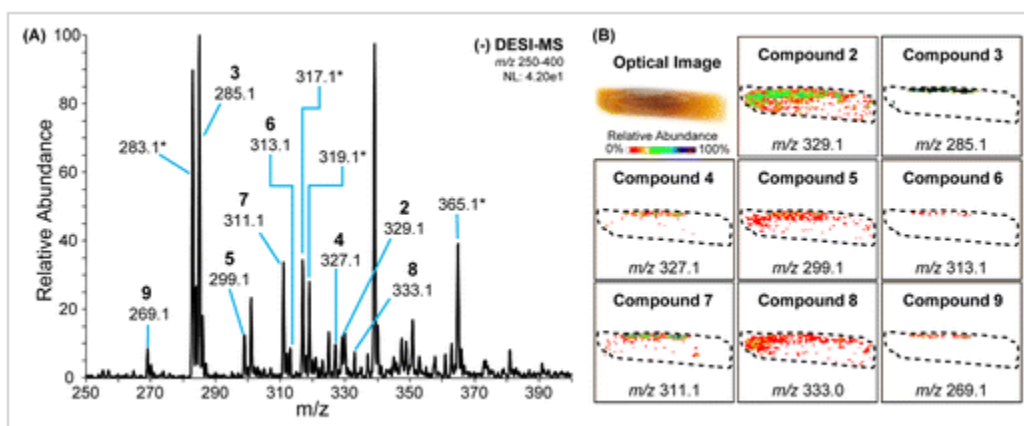 (A)
100
80
60
40
20
0
Relative Abundance
250
270
290
310
330
350
370
390
m/z
(-) DESI-MS
m/z 250-400
NL: 4.20e1
3
285.1
283.1*
317.1*
6
313.1
319.1*
7
311.1
2
329.1
365.1*
4
327.1
5
299.1
8
333.1
9
269.1
(B)
Optical Image
Relative Abundance
0%
100%
Compound 2
m/z 329.1
Compound 3
m/z 285.1
Compound 4
m/z 327.1
Compound 5
m/z 299.1
Compound 6
m/z 313.1
Compound 7
m/z 311.1
Compound 8
m/z 333.0
Compound 9
m/z 269.1